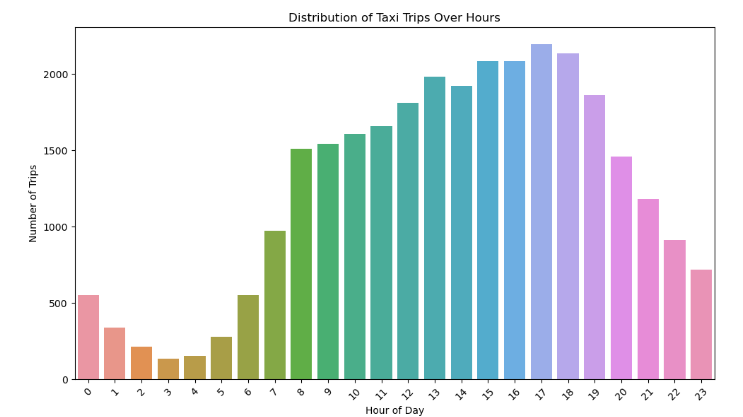 Distribution of Taxi Trips Over Hours
Number of Trips
2000
1500
1000
500
0
0 1 2 3 4 5 6 7 8 9 10 11 12 13 14 15 16 17 18 19 20 21 22 23
Hour of Day